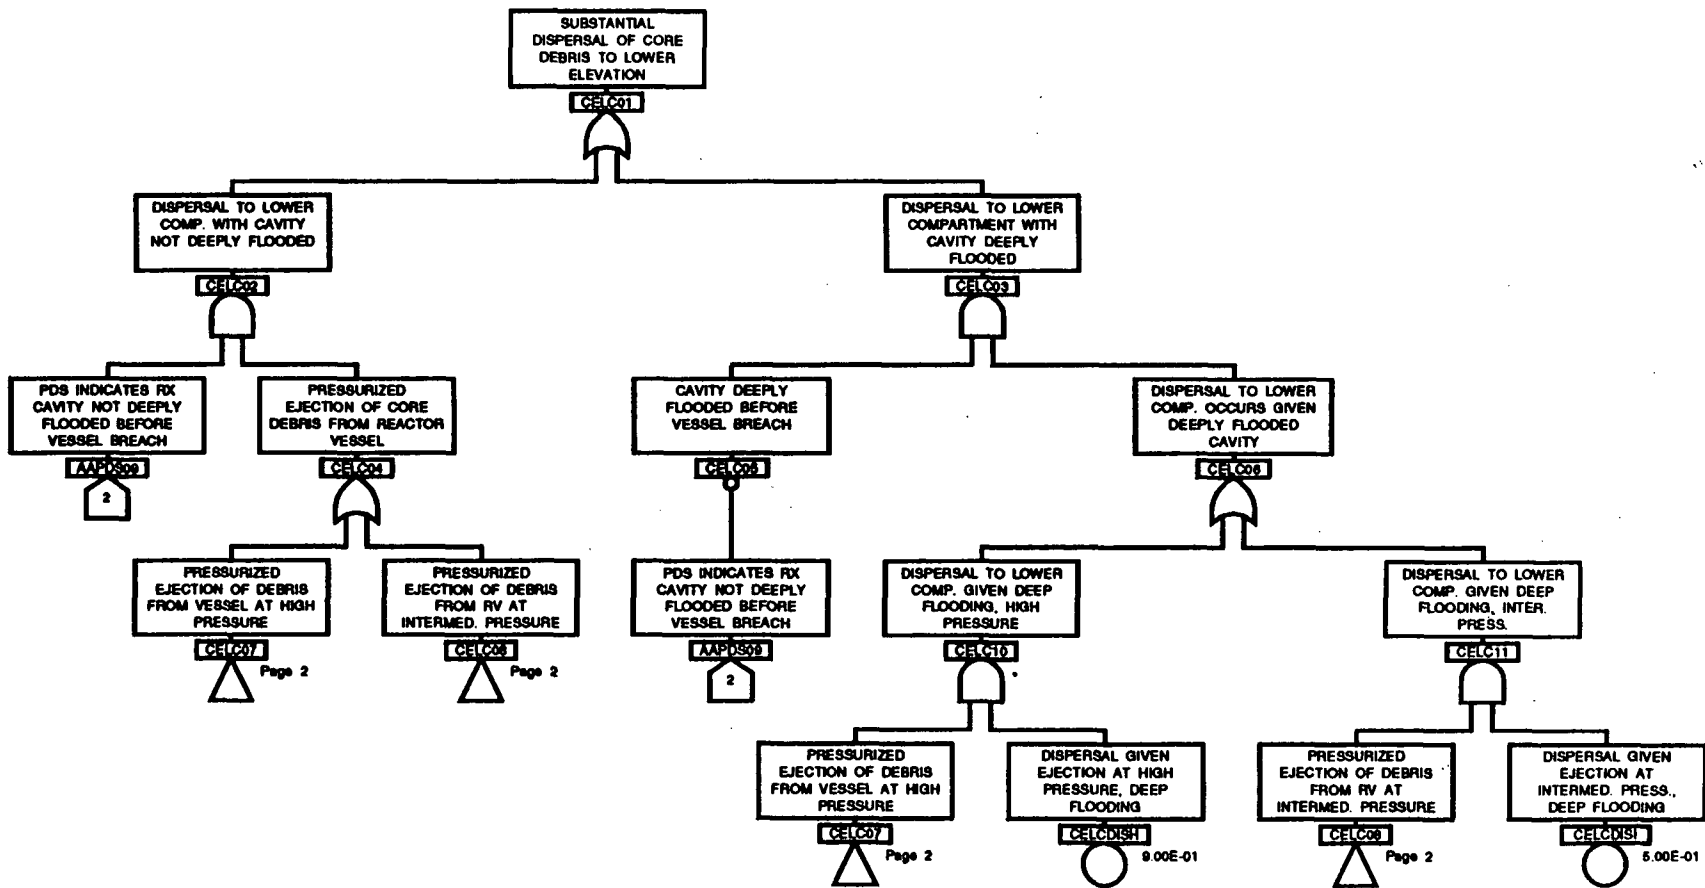 SUBSTANTIAL
DISPERSAL OF CORE
DEBRIS TO LOWER
ELEVATION
CELC01
DISPERSAL TO LOWER
COMP. WITH CAVITY
NOT DEEPLY FLOODED
CELC02
DISPERSAL TO LOWER
COMPARTMENT WITH
CAVITY DEEPLY
FLOODED
CELC03
PDS INDICATES RX
CAVITY NOT DEEPLY
FLOODED BEFORE
VESSEL BREACH
AAPDS09
2
PRESSURIZED
EJECTION OF CORE
DEBRIS FROM REACTOR
VESSEL
CELC04
CAVITY DEEPLY
FLOODED BEFORE
VESSEL BREACH
CELC05
DISPERSAL TO LOWER
COMP. OCCURS GIVEN
DEEPLY FLOODED
CAVITY
CELC06
PRESSURIZED
EJECTION OF DEBRIS
FROM VESSEL AT HIGH
PRESSURE
CELC07
Page 2
PRESSURIZED
EJECTION OF DEBRIS
FROM RV AT
INTERMED. PRESSURE
CELC08
Page 2
PDS INDICATES RX
CAVITY NOT DEEPLY
FLOODED BEFORE
VESSEL BREACH
AAPDS09
2
DISPERSAL TO LOWER
COMP. GIVEN DEEP
FLOODING, HIGH
PRESSURE
CELC10
DISPERSAL TO LOWER
COMP. GIVEN DEEP
FLOODING, INTER.
PRESS.
CELC11
PRESSURIZED
EJECTION OF DEBRIS
FROM VESSEL AT HIGH
PRESSURE
CELC07
Page 2
DISPERSAL GIVEN
EJECTION AT HIGH
PRESSURE, DEEP
FLOODING
CELCDISH
9.00E-01
PRESSURIZED
EJECTION OF DEBRIS
FROM RV AT
INTERMED. PRESSURE
CELC08
Page 2
DISPERSAL GIVEN
EJECTION AT
INTERMED. PRESS.,
DEEP FLOODING
CELCDISI
5.00E-01